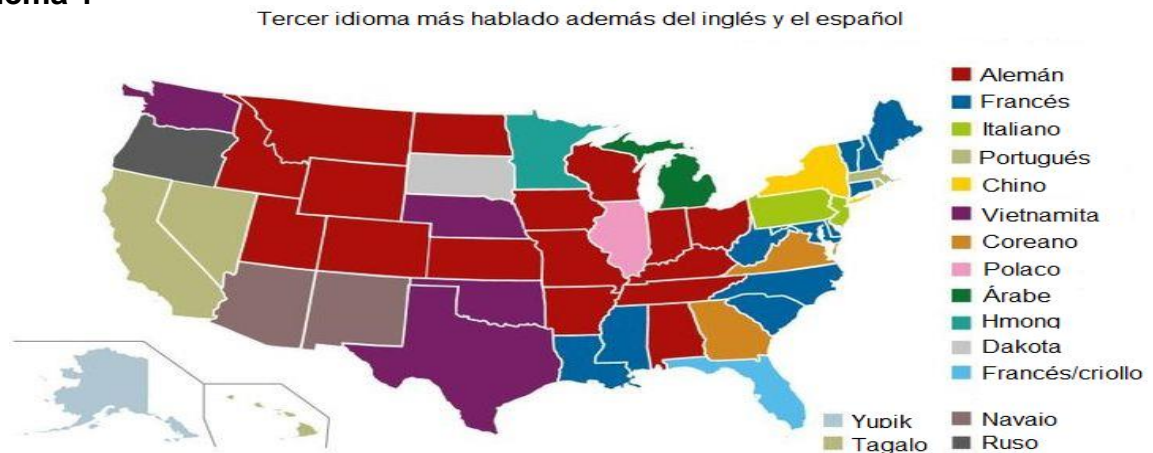 Tercer idioma más hablado además del inglés y el español
Alemán
Francés
Italiano
Portugués
Chino
Vietnamita
Coreano
Polaco
Árabe
Hmong
Dakota
Francés/criollo
Yupik
Navaio
Tagalo
Ruso